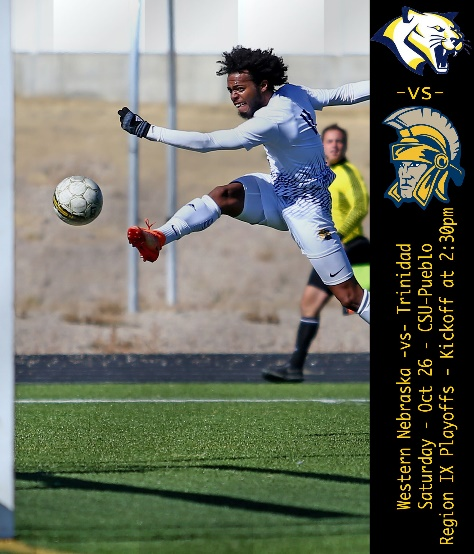 -vs-
Western Nebraska -vs- Trinidad
Saturday - Oct 26 - CSU-Pueblo
Region IX Playoffs - Kickoff at 2:30pm